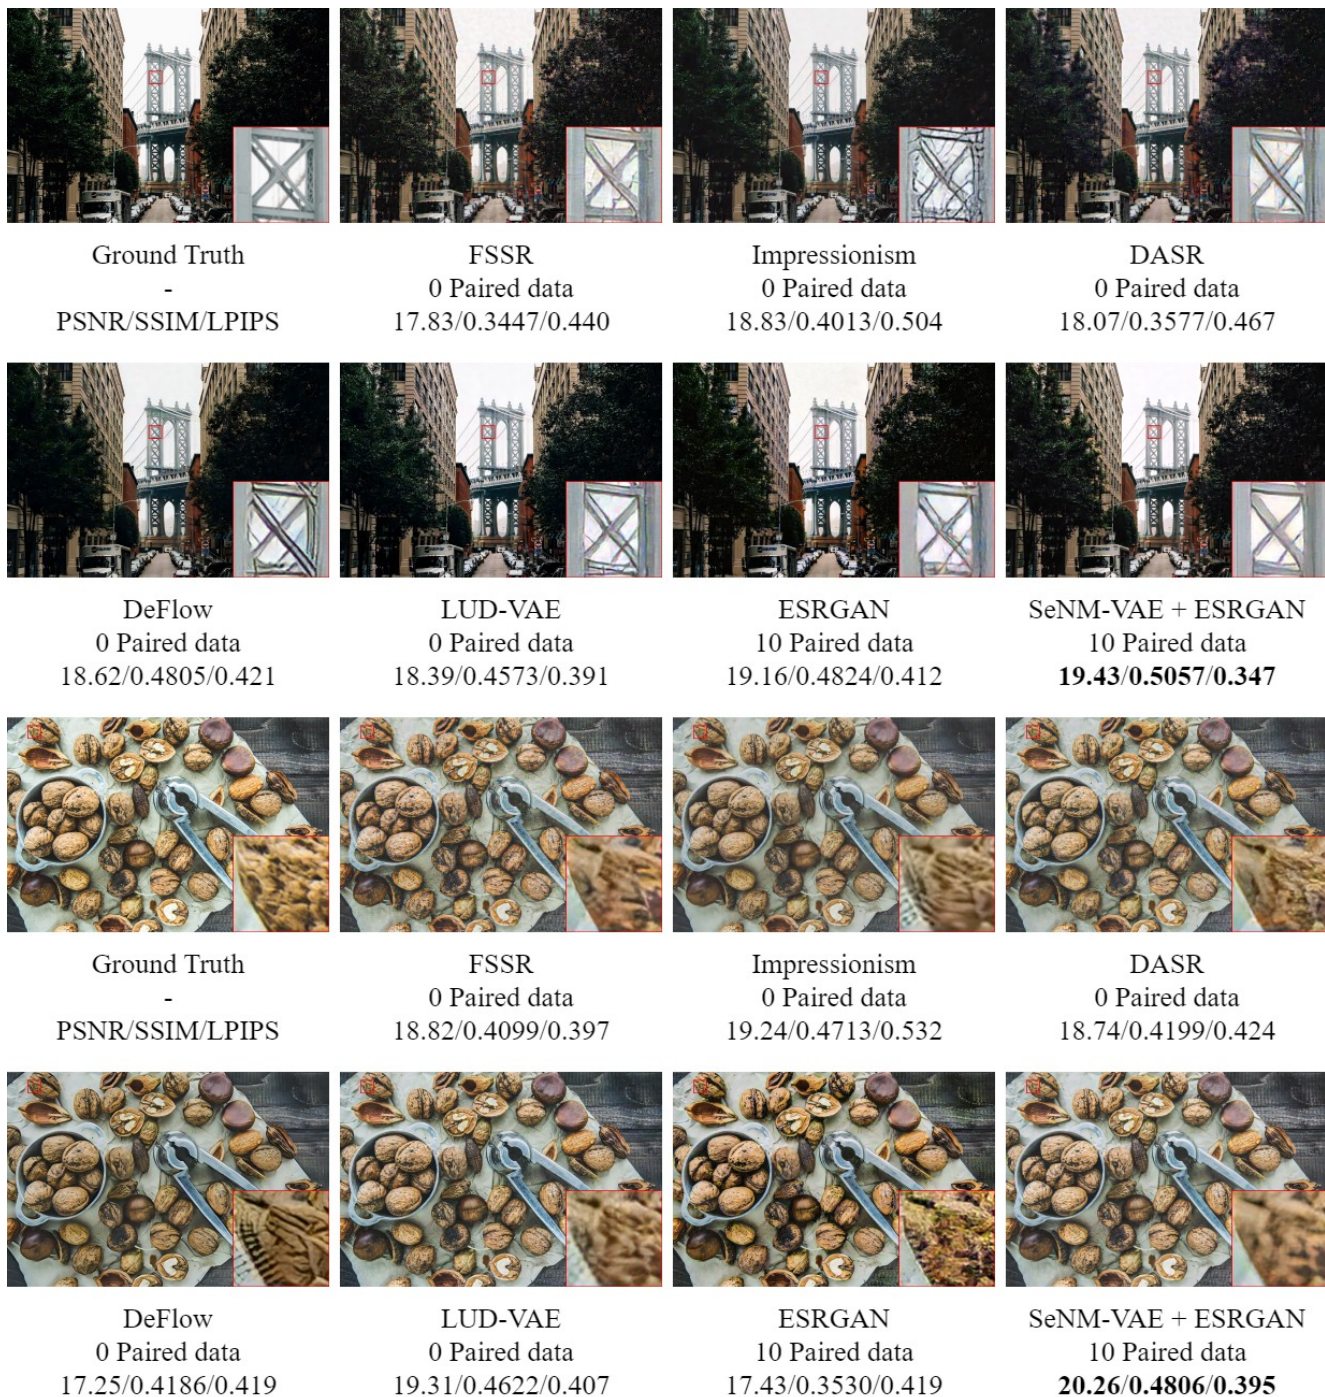 Ground Truth
-
PSNR/SSIM/LPIPS
FSSR
0 Paired data
17.83/0.3447/0.440
Impressionism
0 Paired data
18.83/0.4013/0.504
DASR
0 Paired data
18.07/0.3577/0.467
DeFlow
0 Paired data
18.62/0.4805/0.421
LUD-VAE
0 Paired data
18.39/0.4573/0.391
ESRGAN
10 Paired data
19.16/0.4824/0.412
SeNM-VAE + ESRGAN
10 Paired data
19.43/0.5057/0.347
Ground Truth
-
PSNR/SSIM/LPIPS
FSSR
0 Paired data
18.82/0.4099/0.397
Impressionism
0 Paired data
19.24/0.4713/0.532
DASR
0 Paired data
18.74/0.4199/0.424
DeFlow
0 Paired data
17.25/0.4186/0.419
LUD-VAE
0 Paired data
19.31/0.4622/0.407
ESRGAN
10 Paired data
17.43/0.3530/0.419
SeNM-VAE + ESRGAN
10 Paired data
20.26/0.4806/0.395